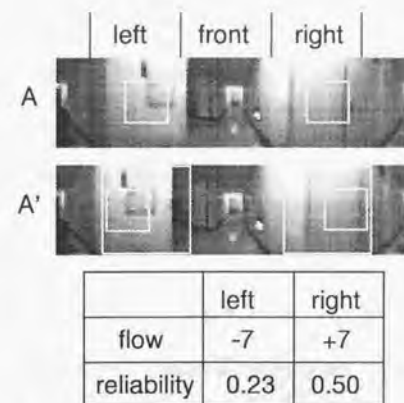 left front right
A
A'
left right
flow -7 +7
reliability 0.23 0.50